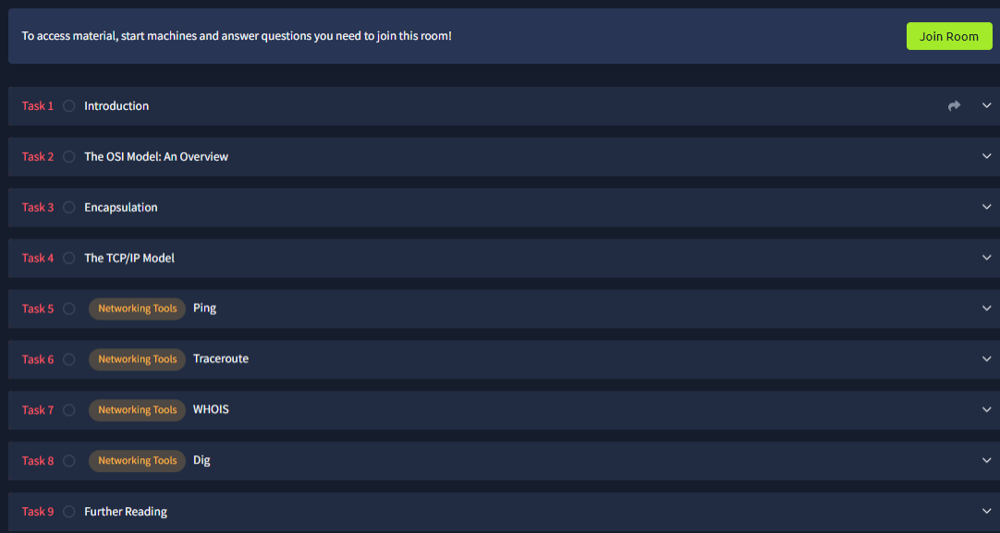 To access material, start machines and answer questions you need to join this room!
Join Room
Task 1 Introduction
Task 2 The OSI Model: An Overview
Task 3 Encapsulation
Task 4 The TCP/IP Model
Task 5 Networking Tools Ping
Task 6 Networking Tools Traceroute
Task 7 Networking Tools WHOIS
Task 8 Networking Tools Dig
Task 9 Further Reading